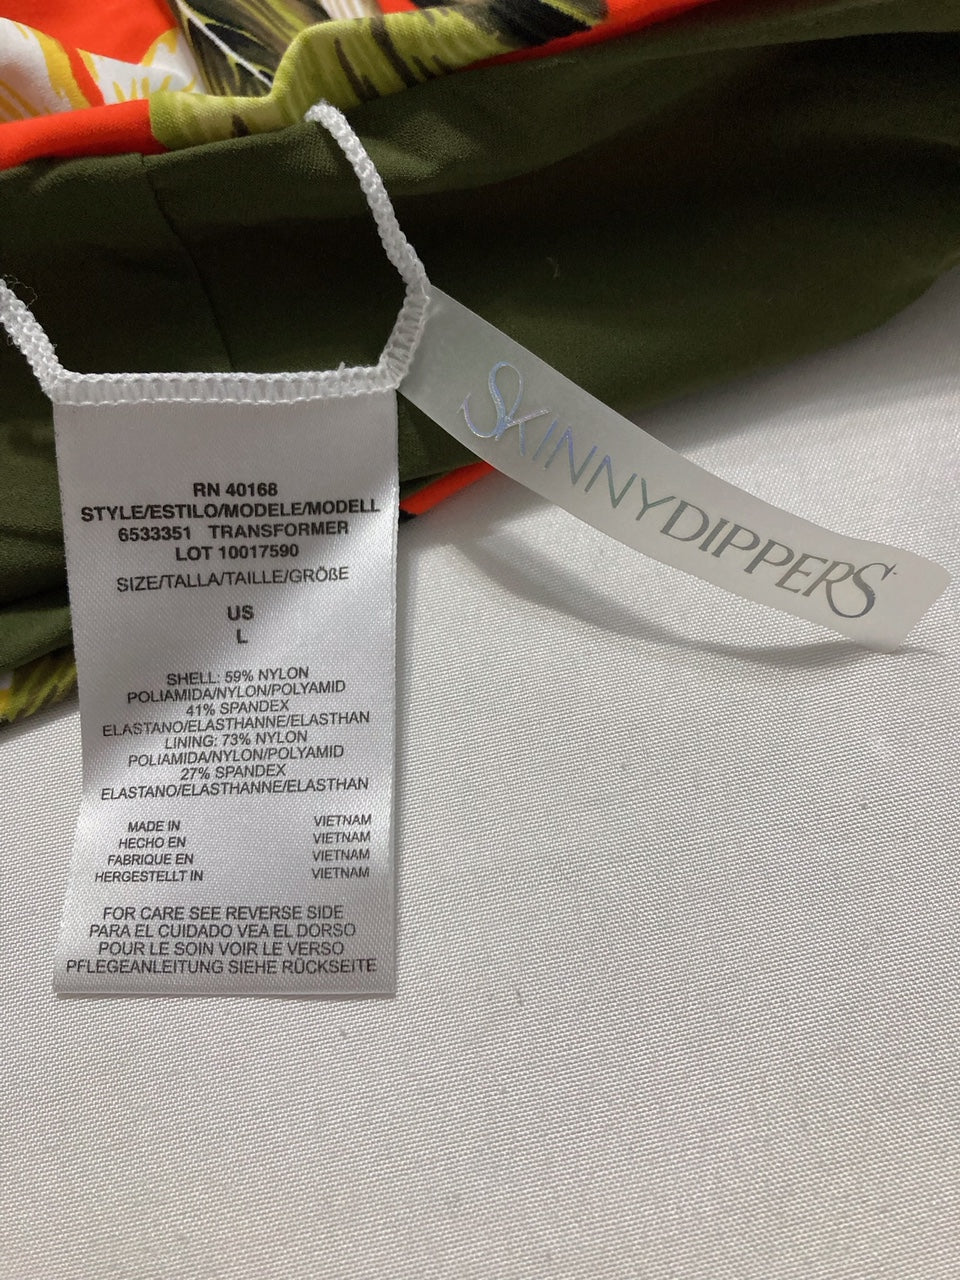 RN 40168
STYLE/ESTILO/MODELE/MODELL
6533351 TRANSFORMER
LOT 10017590
SIZE/TALLA/TAILLE/GRÖßE
US
L
SHELL: 59% NYLON
POLIAMIDA/NYLON/POLYAMID
41% SPANDEX
ELASTANO/ELASTHANNE/ELASTHAN
LINING: 73% NYLON
POLIAMIDA/NYLON/POLYAMID
27% SPANDEX
ELASTANO/ELASTHANNE/ELASTHAN
MADE IN VIETNAM
HECHO EN VIETNAM
FABRIQUE EN VIETNAM
HERGESTELLT IN VIETNAM
FOR CARE SEE REVERSE SIDE
PARA EL CUIDADO VEA EL DORSO
POUR LE SOIN VOIR LE VERSO
PFLEGEANLEITUNG SIEHE RÜCKSEITE
SKINNYDIPPERS